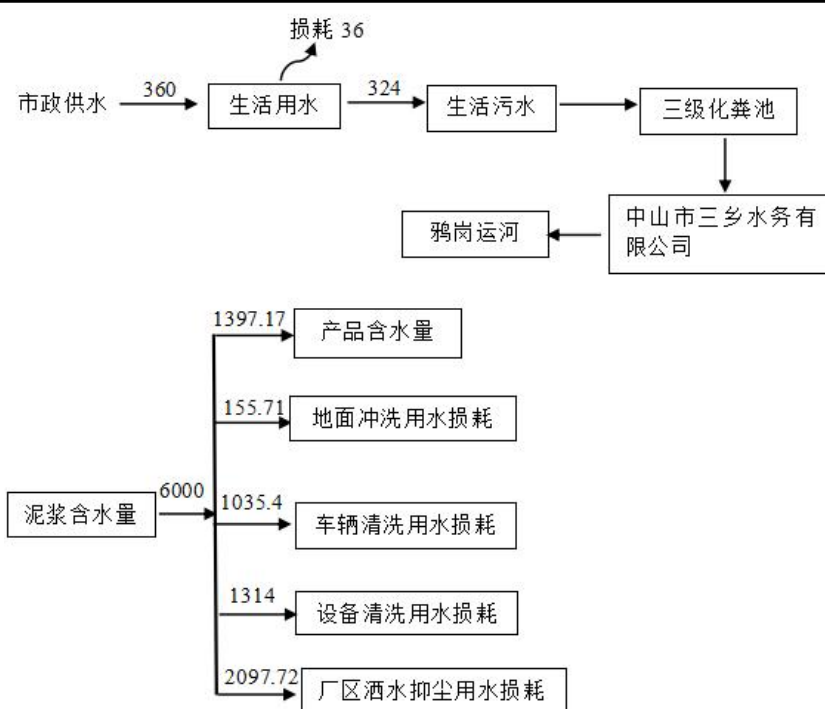 损耗 36
市政供水
360
生活用水
324
生活污水
三级化粪池
中山市三乡水务有
限公司
鸦岗运河
1397.17
产品含水量
155.71
地面冲洗用水损耗
泥浆含水量
6000
1035.4
车辆清洗用水损耗
1314
设备清洗用水损耗
2097.72
厂区洒水抑尘用水损耗